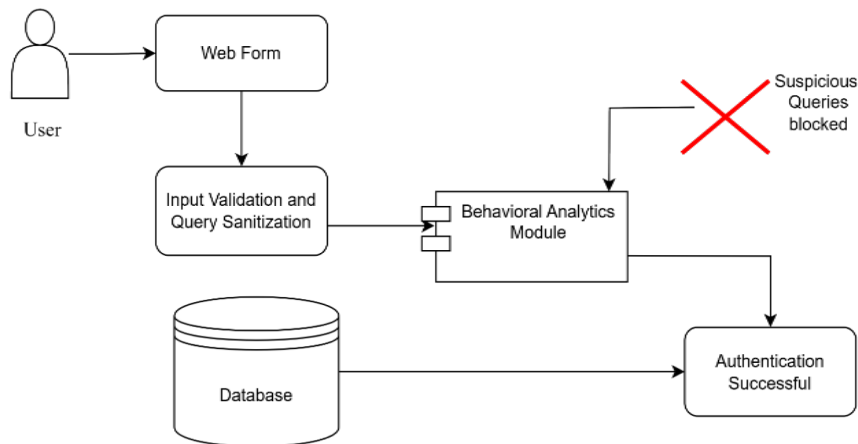 Web Form
User
Suspicious
Queries
blocked
Input Validation and
Query Sanitization
Behavioral Analytics
Module
Database
Authentication
Successful